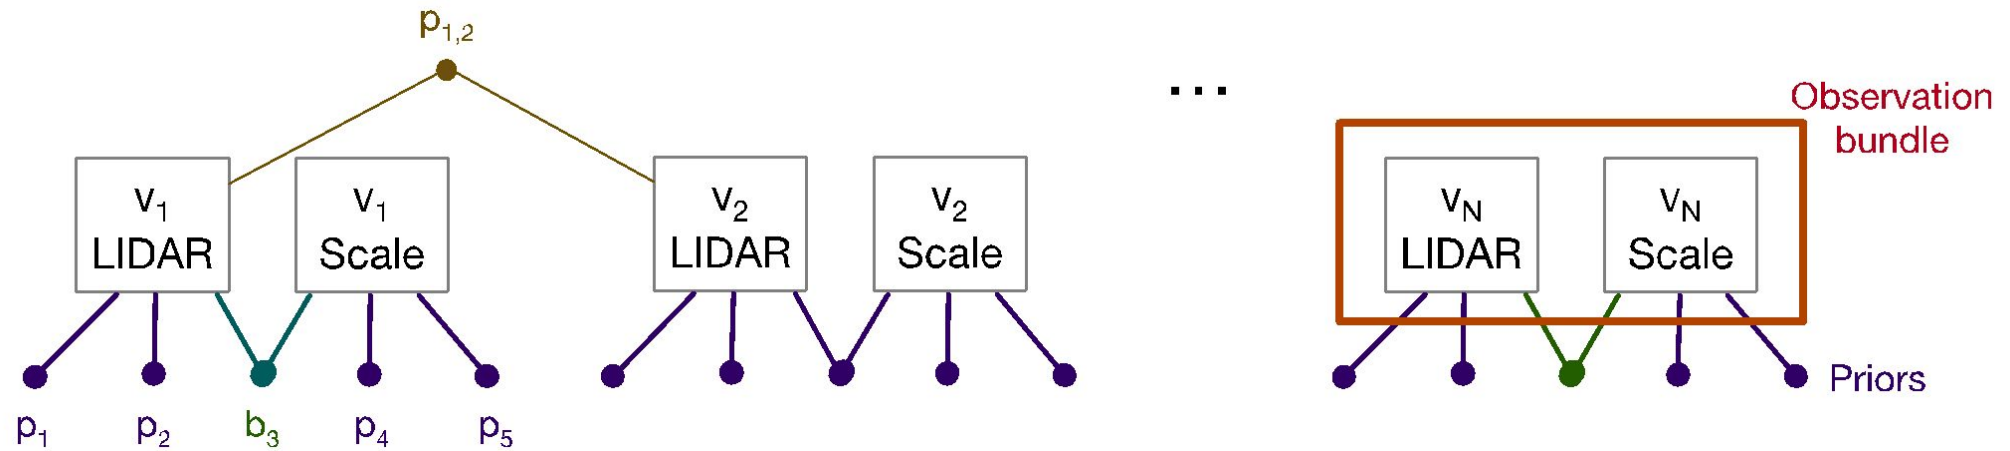 p1,2
...
Observation
bundle
v1
LIDAR
v1
Scale
v2
LIDAR
v2
Scale
vN
LIDAR
vN
Scale
Priors
p1
p2
b3
p4
p5